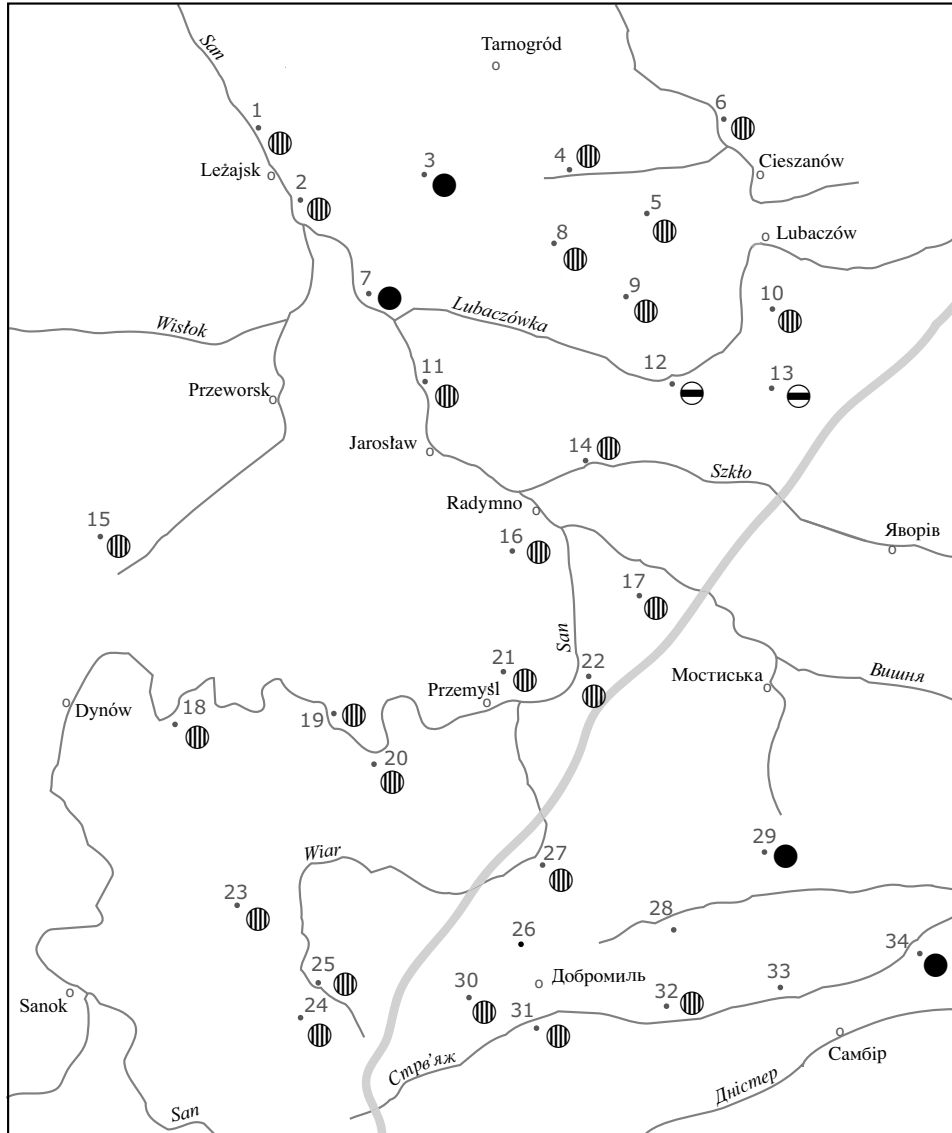 San
Tarnogród
1
6
Leżajsk
3
4
Cieszanów
2
5
8
Lubaczów
7
9
10
Lubaczówka
Wisłok
11
12
13
Przeworsk
Jarosław
14
Szkło
Radymno
15
16
Яворів
17
San
21
22
Przemyśl
Мостиська
Вишня
Dynów
18
19
20
Wiar
27
29
23
28
26
34
25
Добромиль
33
Sanok
24
30
31
32
Стрв’яж
Самбір
Дністер
San